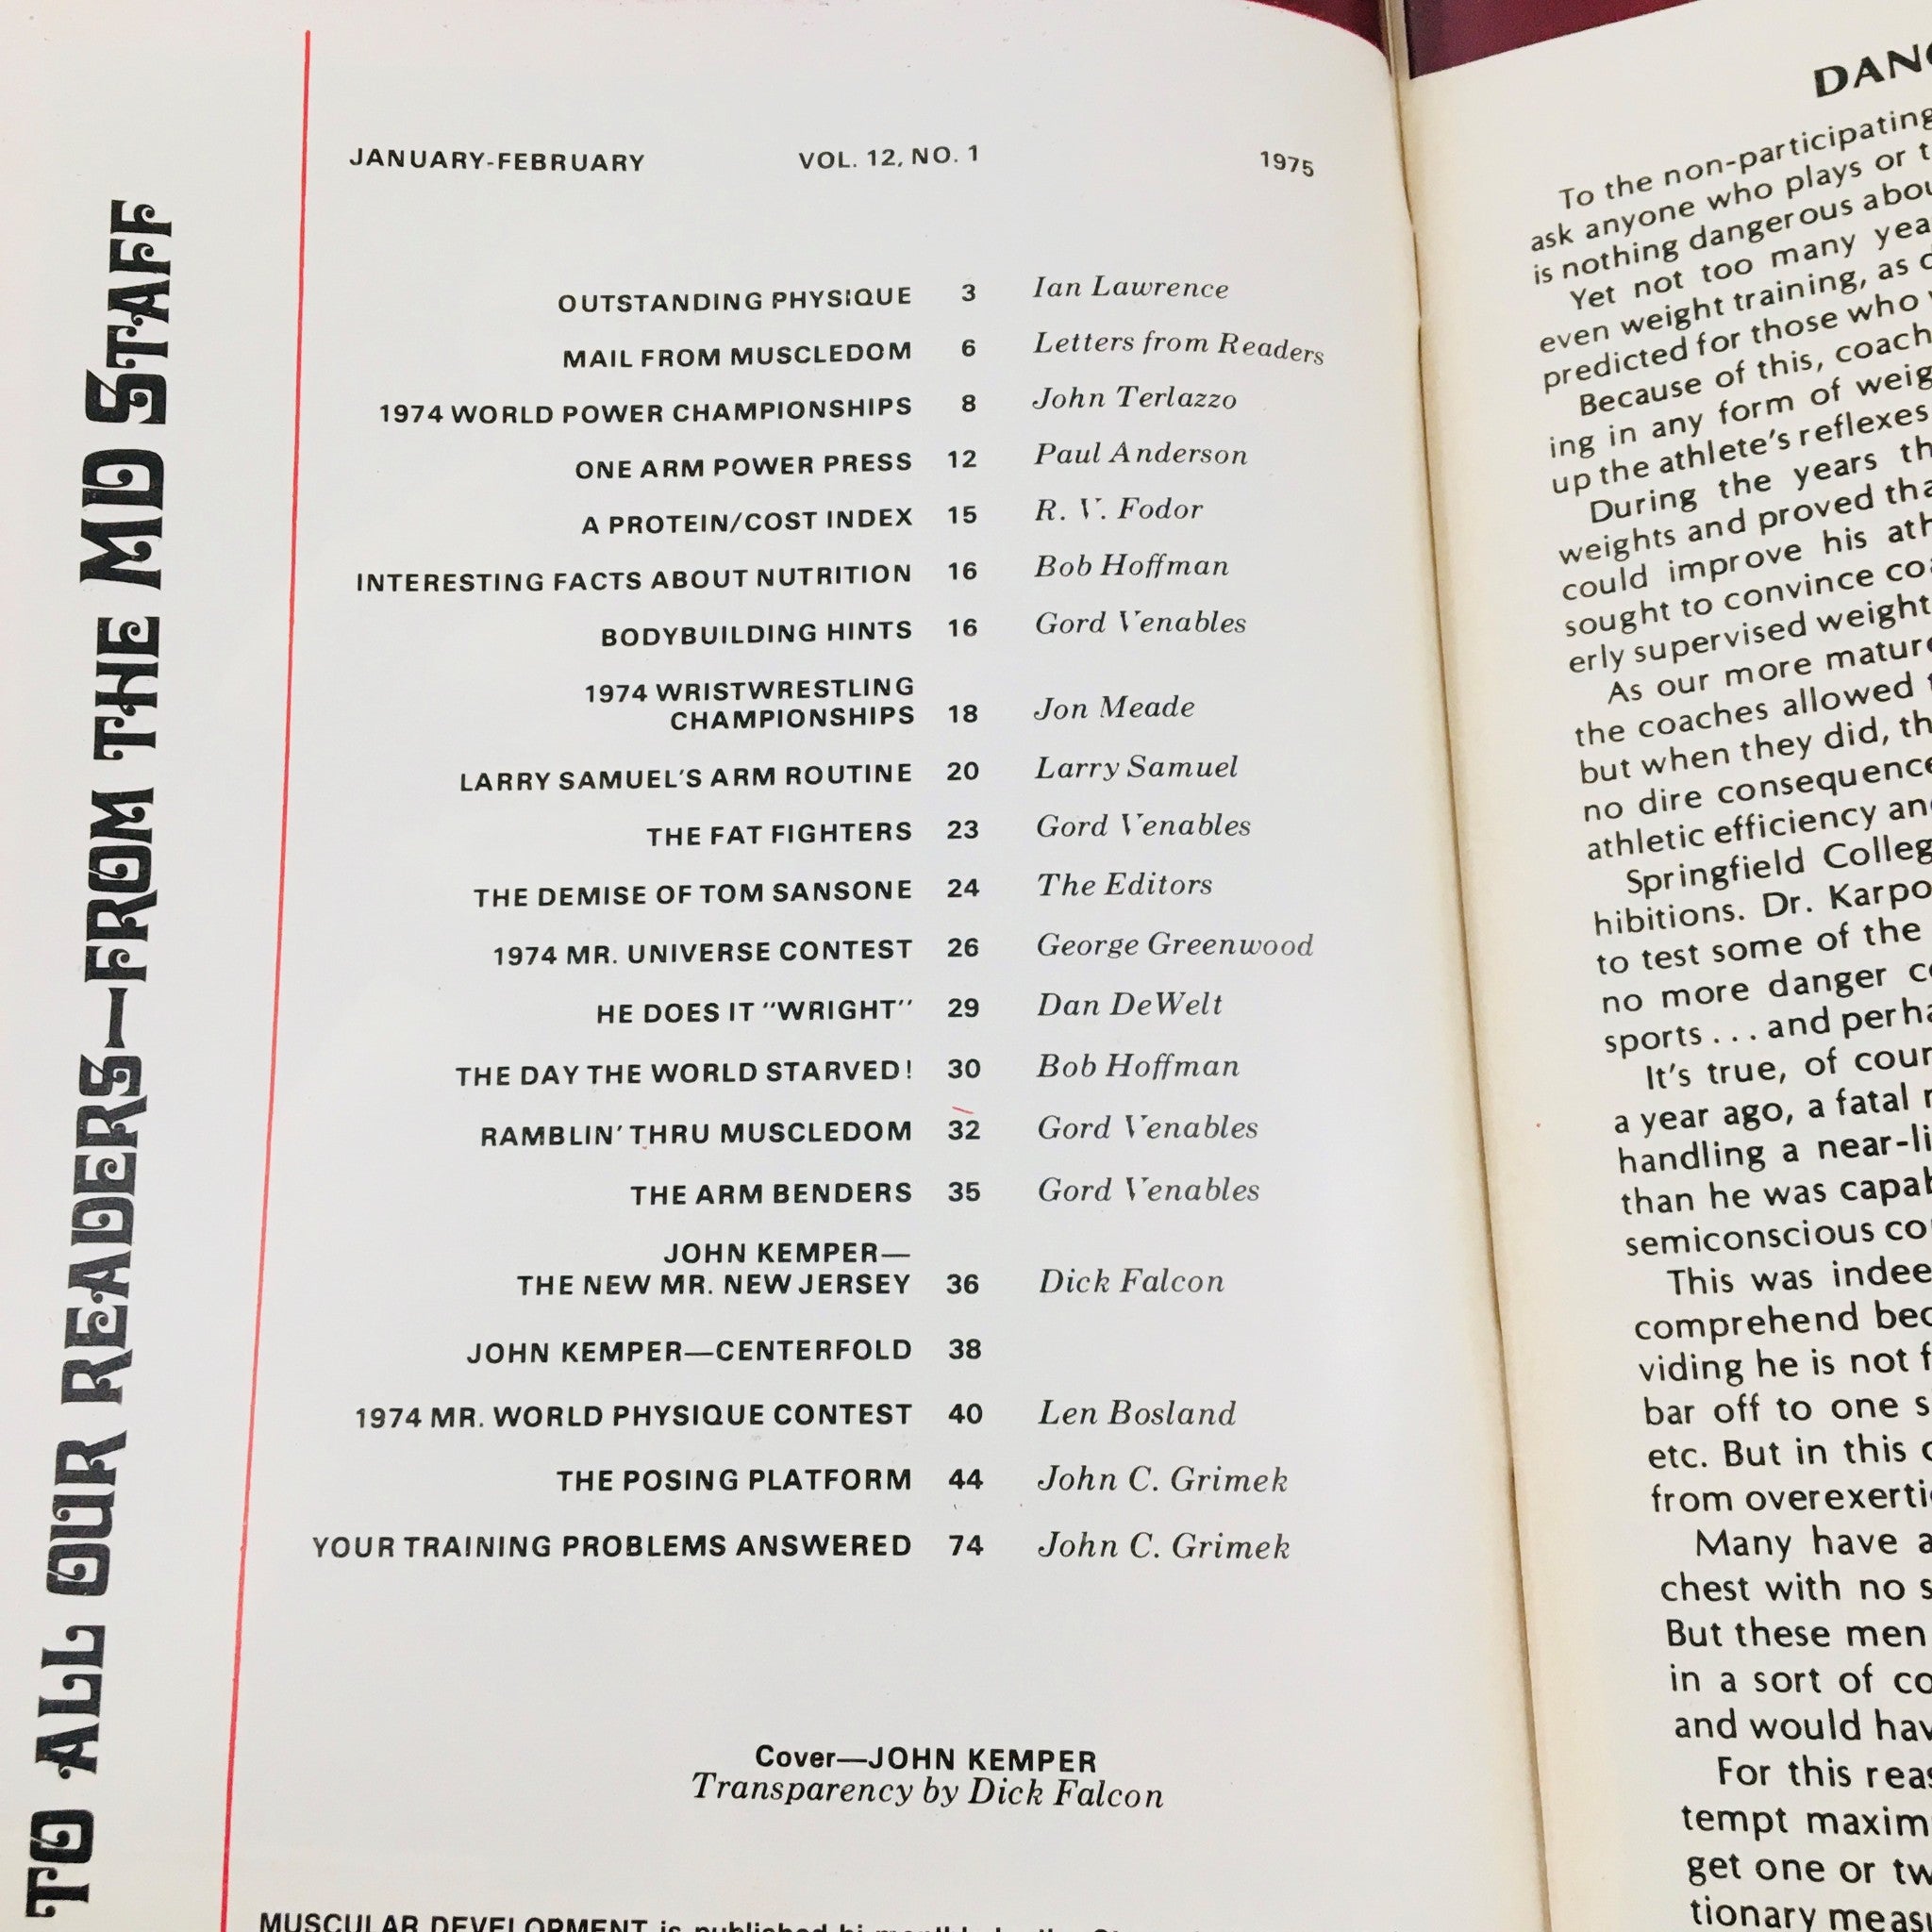 TO ALL OUR READERS—FROM THE MD STAFF
JANUARY-FEBRUARY VOL. 12, NO. 1 1975
OUTSTANDING PHYSIQUE 3 Ian Lawrence
MAIL FROM MUSCLEDOM 6 Letters from Readers
1974 WORLD POWER CHAMPIONSHIPS 8 John Terlazzo
ONE ARM POWER PRESS 12 Paul Anderson
A PROTEIN/COST INDEX 15 R. V. Fodor
INTERESTING FACTS ABOUT NUTRITION 16 Bob Hoffman
BODYBUILDING HINTS 16 Gord Venables
1974 WRISTWRESTLING
CHAMPIONSHIPS 18 Jon Meade
LARRY SAMUEL'S ARM ROUTINE 20 Larry Samuel
THE FAT FIGHTERS 23 Gord Venables
THE DEMISE OF TOM SANSONE 24 The Editors
1974 MR. UNIVERSE CONTEST 26 George Greenwood
HE DOES IT "WRIGHT" 29 Dan DeWelt
THE DAY THE WORLD STARVED! 30 Bob Hoffman
RAMBLIN' THRU MUSCLEDOM 32 Gord Venables
THE ARM BENDERS 35 Gord Venables
JOHN KEMPER—
THE NEW MR. NEW JERSEY 36 Dick Falcon
JOHN KEMPER—CENTERFOLD 38
1974 MR. WORLD PHYSIQUE CONTEST 40 Len Bosland
THE POSING PLATFORM 44 John C. Grimek
YOUR TRAINING PROBLEMS ANSWERED 74 John C. Grimek
Cover—JOHN KEMPER
Transparency by Dick Falcon
MUSCULAR DEVELOPMENT is published bi-monthly by the
To the non-participating
ask anyone who plays or
is nothing dangerous
Yet not too many
even weight training, as
predicted for those who
Because of this,
ing in any form of
up the athlete's reflexes
During the years
weights and proved
could improve his
sought to convince
erly supervised
As our more
the coaches allowed
but when they did,
no dire
athletic efficiency
Springfield
hibitions. Dr.
to test some of the
no more danger
sports . . . and
It's true, of
a year ago, a fatal
handling a
than he was
semiconscious
This was
comprehend
viding he is not
bar off to one
etc. But in this
from
Many have
chest with no
But these men
in a sort of
and would
For this
tempt
get one or
tionary